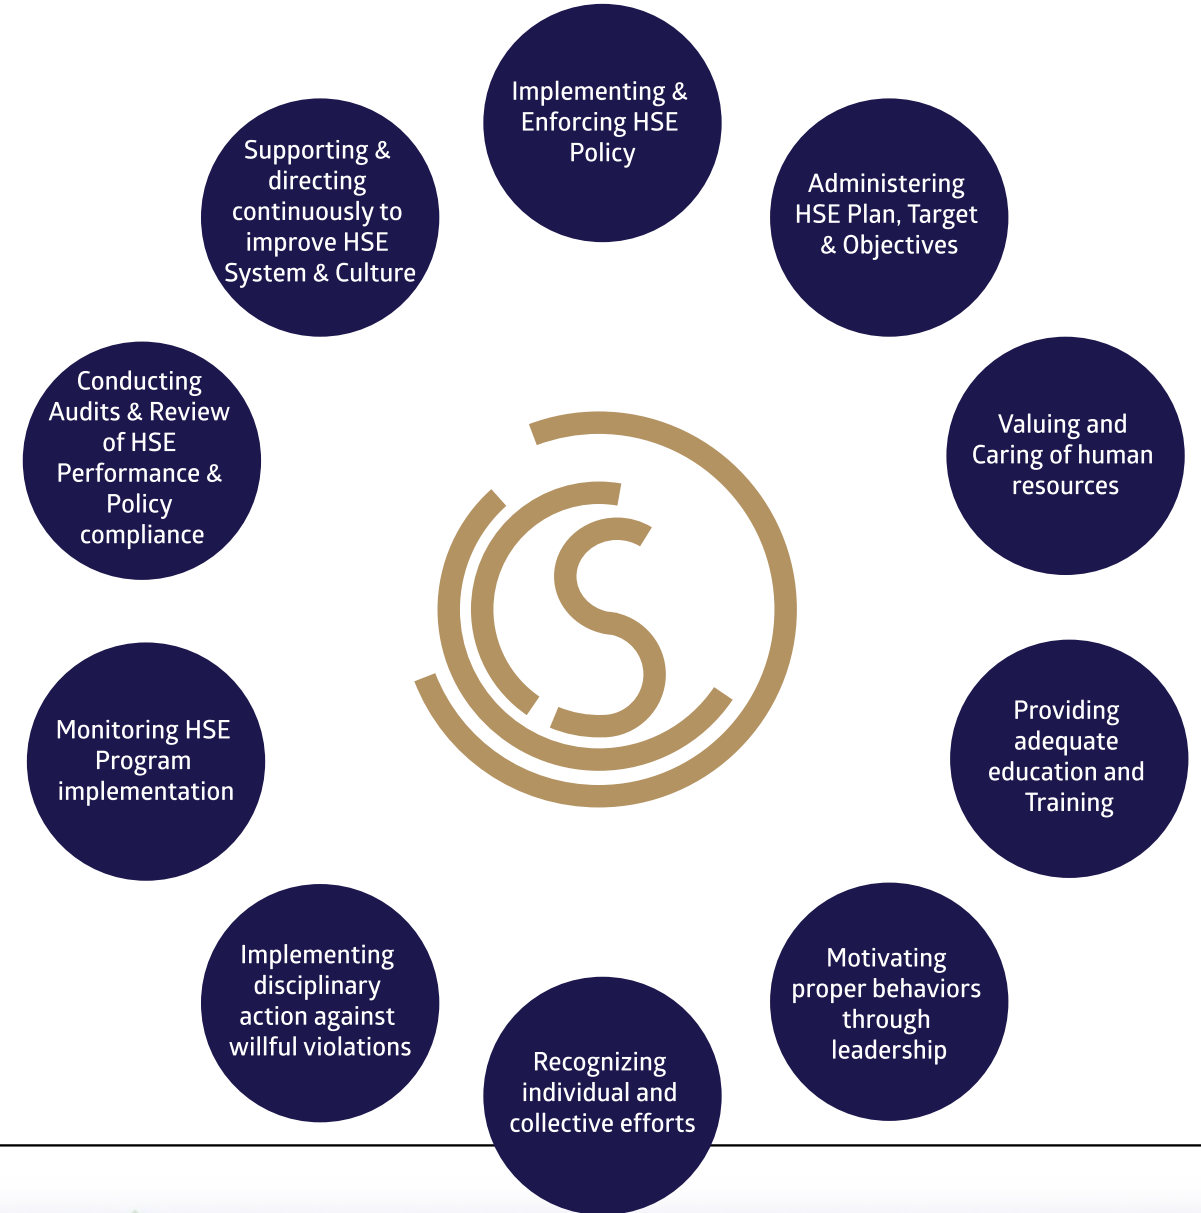 Implementing &
Enforcing HSE
Policy
Administering
HSE Plan, Target
& Objectives
Valuing and
Caring of human
resources
Providing
adequate
education and
Training
Motivating
proper behaviors
through
leadership
Recognizing
individual and
collective efforts
Implementing
disciplinary
action against
willful violations
Monitoring HSE
Program
implementation
Conducting
Audits & Review
of HSE
Performance &
Policy
compliance
Supporting &
directing
continuously to
improve HSE
System & Culture